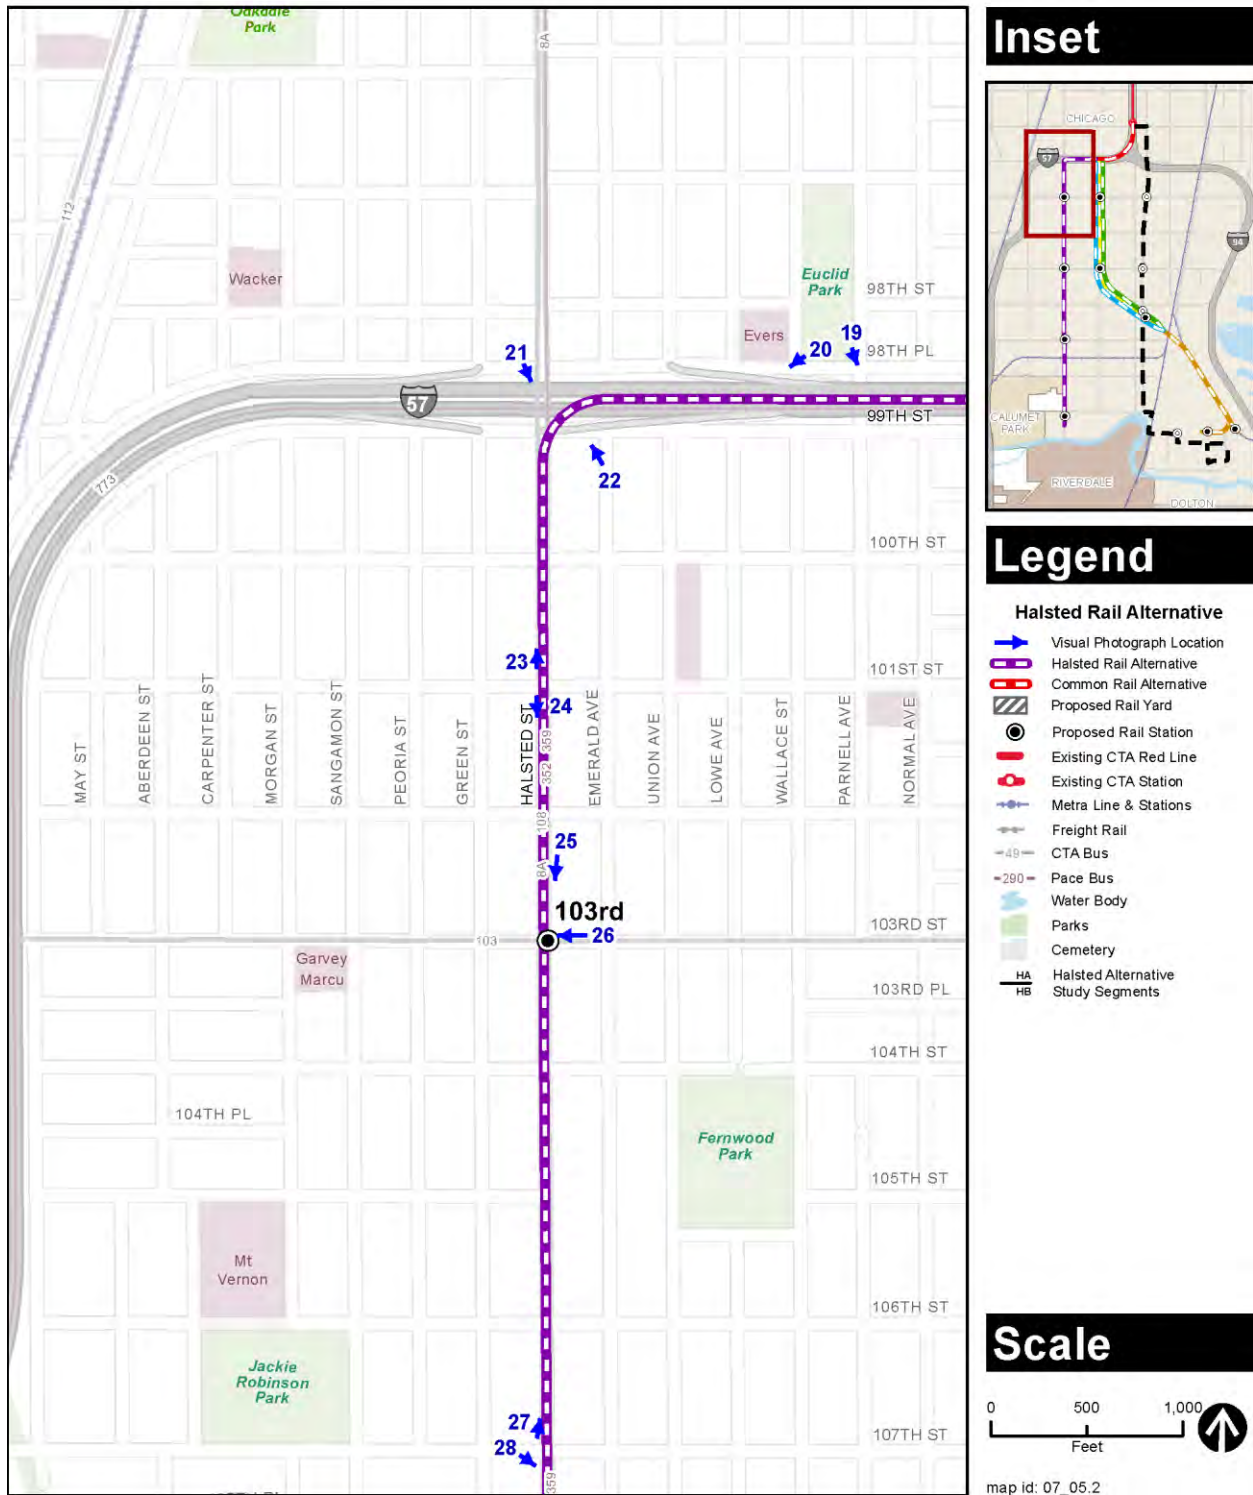 Oakdale
Park
8A
112
Wacker
Euclid
Park
98TH ST
Evers
19
20
98TH PL
21
57
99TH ST
773
22
100TH ST
23
101ST ST
24
MAY ST
ABERDEEN ST
CARPENTER ST
MORGAN ST
SANGAMON ST
PEORIA ST
GREEN ST
HALSTED ST
EMERALD AVE
UNION AVE
LOWE AVE
WALLACE ST
PARNELL AVE
NORMAL AVE
359
352
108
8A
25
103rd
103RD ST
26
103
Garvey
Marcu
103RD PL
104TH ST
104TH PL
Fernwood
Park
105TH ST
Mt
Vernon
106TH ST
Jackie
Robinson
Park
27
28
107TH ST
359
Inset
CHICAGO
57
94
CALUMET
PARK
RIVERDALE
DOLTON
Legend
Halsted Rail Alternative
Visual Photograph Location
Halsted Rail Alternative
Common Rail Alternative
Proposed Rail Yard
Proposed Rail Station
Existing CTA Red Line
Existing CTA Station
Metra Line & Stations
Freight Rail
49 CTA Bus
290 Pace Bus
Water Body
Parks
Cemetery
HA Halsted Alternative
HB Study Segments
Scale
0 500 1,000
Feet
map id: 07_05.2